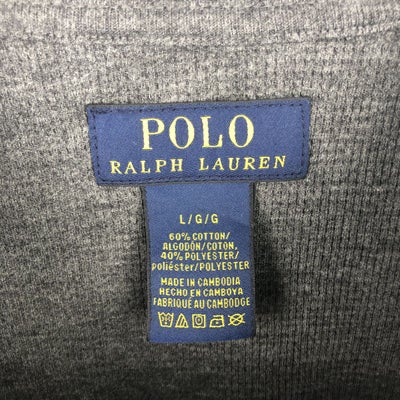 POLO
RALPH LAUREN
L/G/G
60% COTTON/
ALGODÓN/COTON,
40% POLYESTER/
poliéster/POLYESTER
MADE IN CAMBODIA
HECHO EN CAMBOYA
FABRIQUÉ AU CAMBODGE